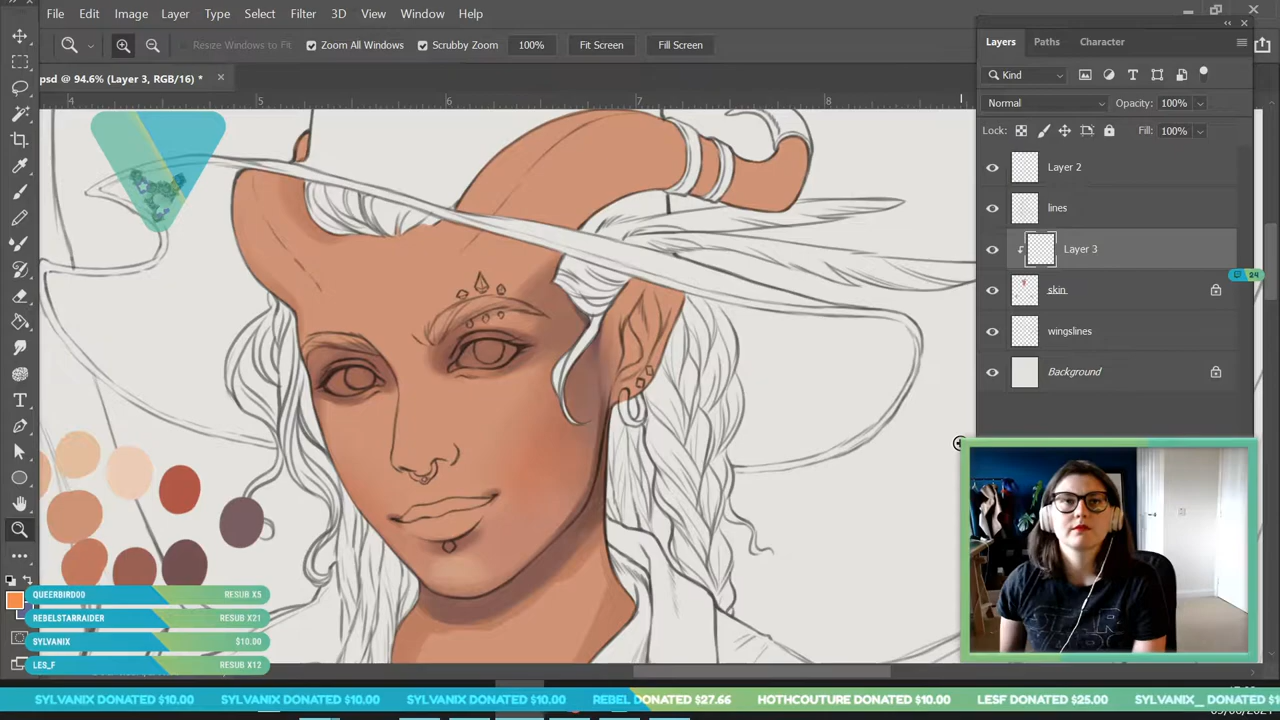 File Edit Image Layer Type Select Filter 3D View Window Help
Resize Windows to Fit Zoom All Windows Scrubby Zoom 100% Fit Screen Fill Screen
psd @ 94.6% (Layer 3, RGB/16) *
4 5 6 7 8
Layers Paths Character
Kind
Normal Opacity: 100%
Lock: Fill: 100%
Layer 2
lines
Layer 3
24
skin
wingslines
Background
QUEERBIRD00 RESUB X5
REBELSTARRAIDER RESUB X21
SYLVANIX $10.00
LES_F RESUB X12
SYLVANIX DONATED $10.00 SYLVANIX DONATED $10.00 SYLVANIX DONATED $10.00 REBEL DONATED $27.66 HOTHCOUTURE DONATED $10.00 LESF DONATED $25.00 SYLVANIX_ DONATED $1